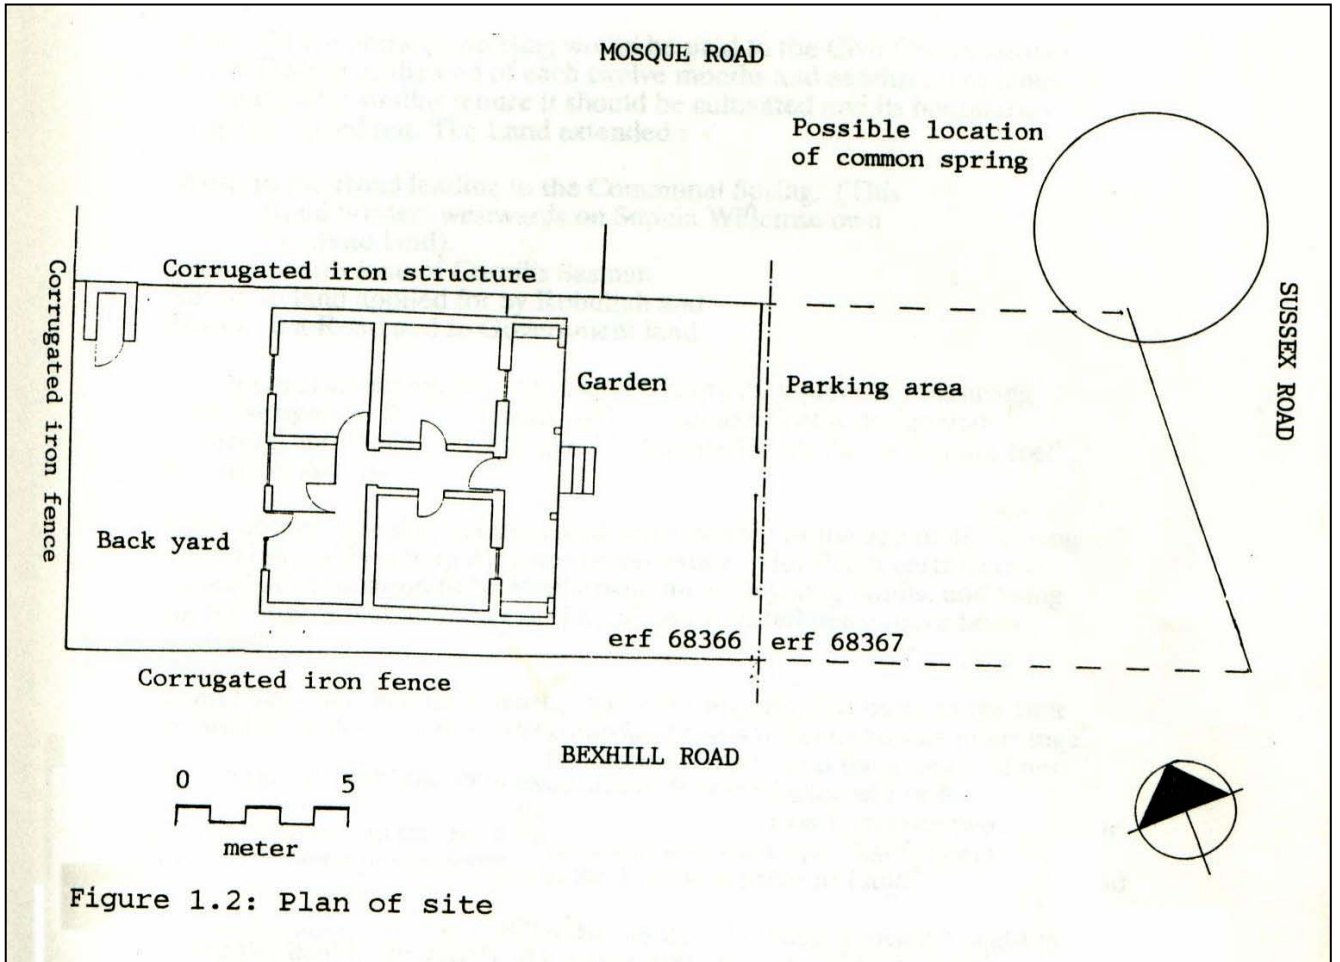 MOSQUE ROAD
Possible location
of common spring
Corrugated iron structure
Corrugated iron fence
SUSSEX ROAD
Garden
Parking area
Back yard
erf 68366
erf 68367
Corrugated iron fence
BEXHILL ROAD
0 5
meter
Figure 1.2: Plan of site